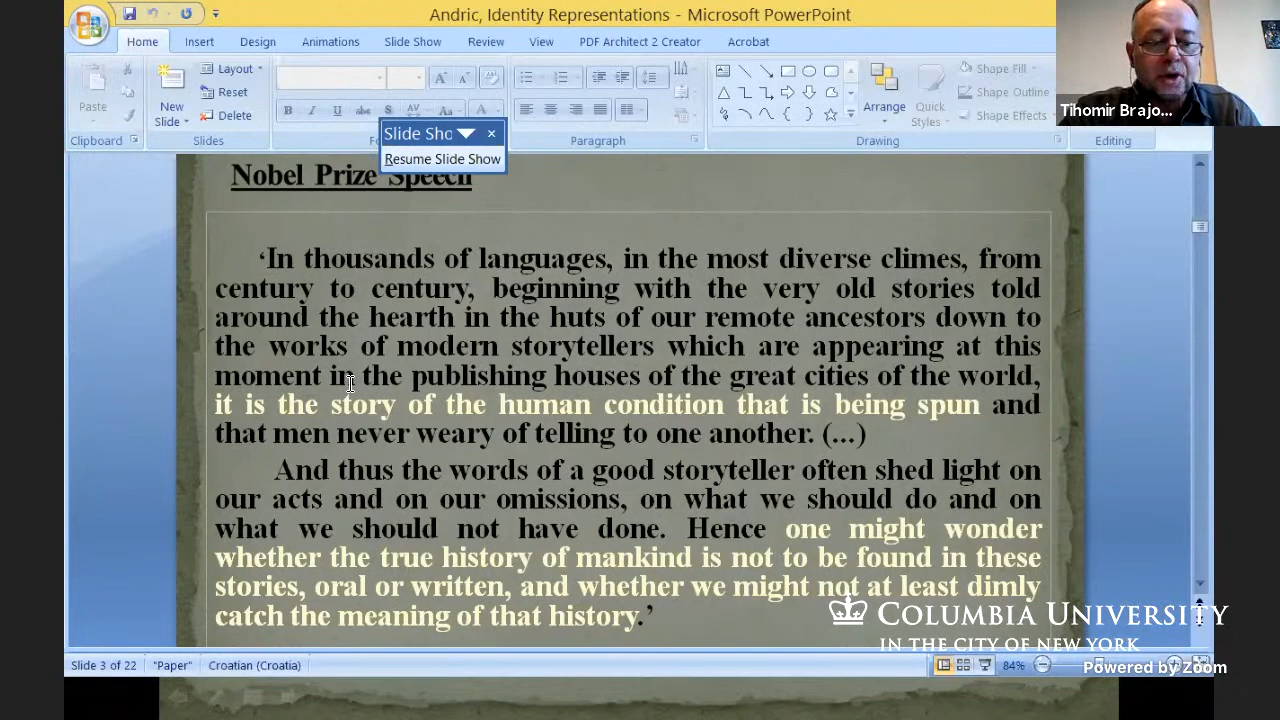 Andric, Identity Representations - Microsoft PowerPoint
Home Insert Design Animations Slide Show Review View PDF Architect 2 Creator Acrobat
Paste
New
Slide
Layout
Reset
Delete
B I U abc S AV Aa A
Arrange
Quick
Styles
Shape Fill
Shape Outline
Shape Effects
Clipboard Slides Paragraph Drawing Editing
Slide Sho
Resume Slide Show
Tihomir Brajo...
Nobel Prize Speech
‘In thousands of languages, in the most diverse climes, from
century to century, beginning with the very old stories told
around the hearth in the huts of our remote ancestors down to
the works of modern storytellers which are appearing at this
moment in the publishing houses of the great cities of the world,
it is the story of the human condition that is being spun and
that men never weary of telling to one another. (...)
And thus the words of a good storyteller often shed light on
our acts and on our omissions, on what we should do and on
what we should not have done. Hence one might wonder
whether the true history of mankind is not to be found in these
stories, oral or written, and whether we might not at least dimly
catch the meaning of that history.’
COLUMBIA UNIVERSITY
IN THE CITY OF NEW YORK
Slide 3 of 22 "Paper" Croatian (Croatia) 84%
Powered by Zoom